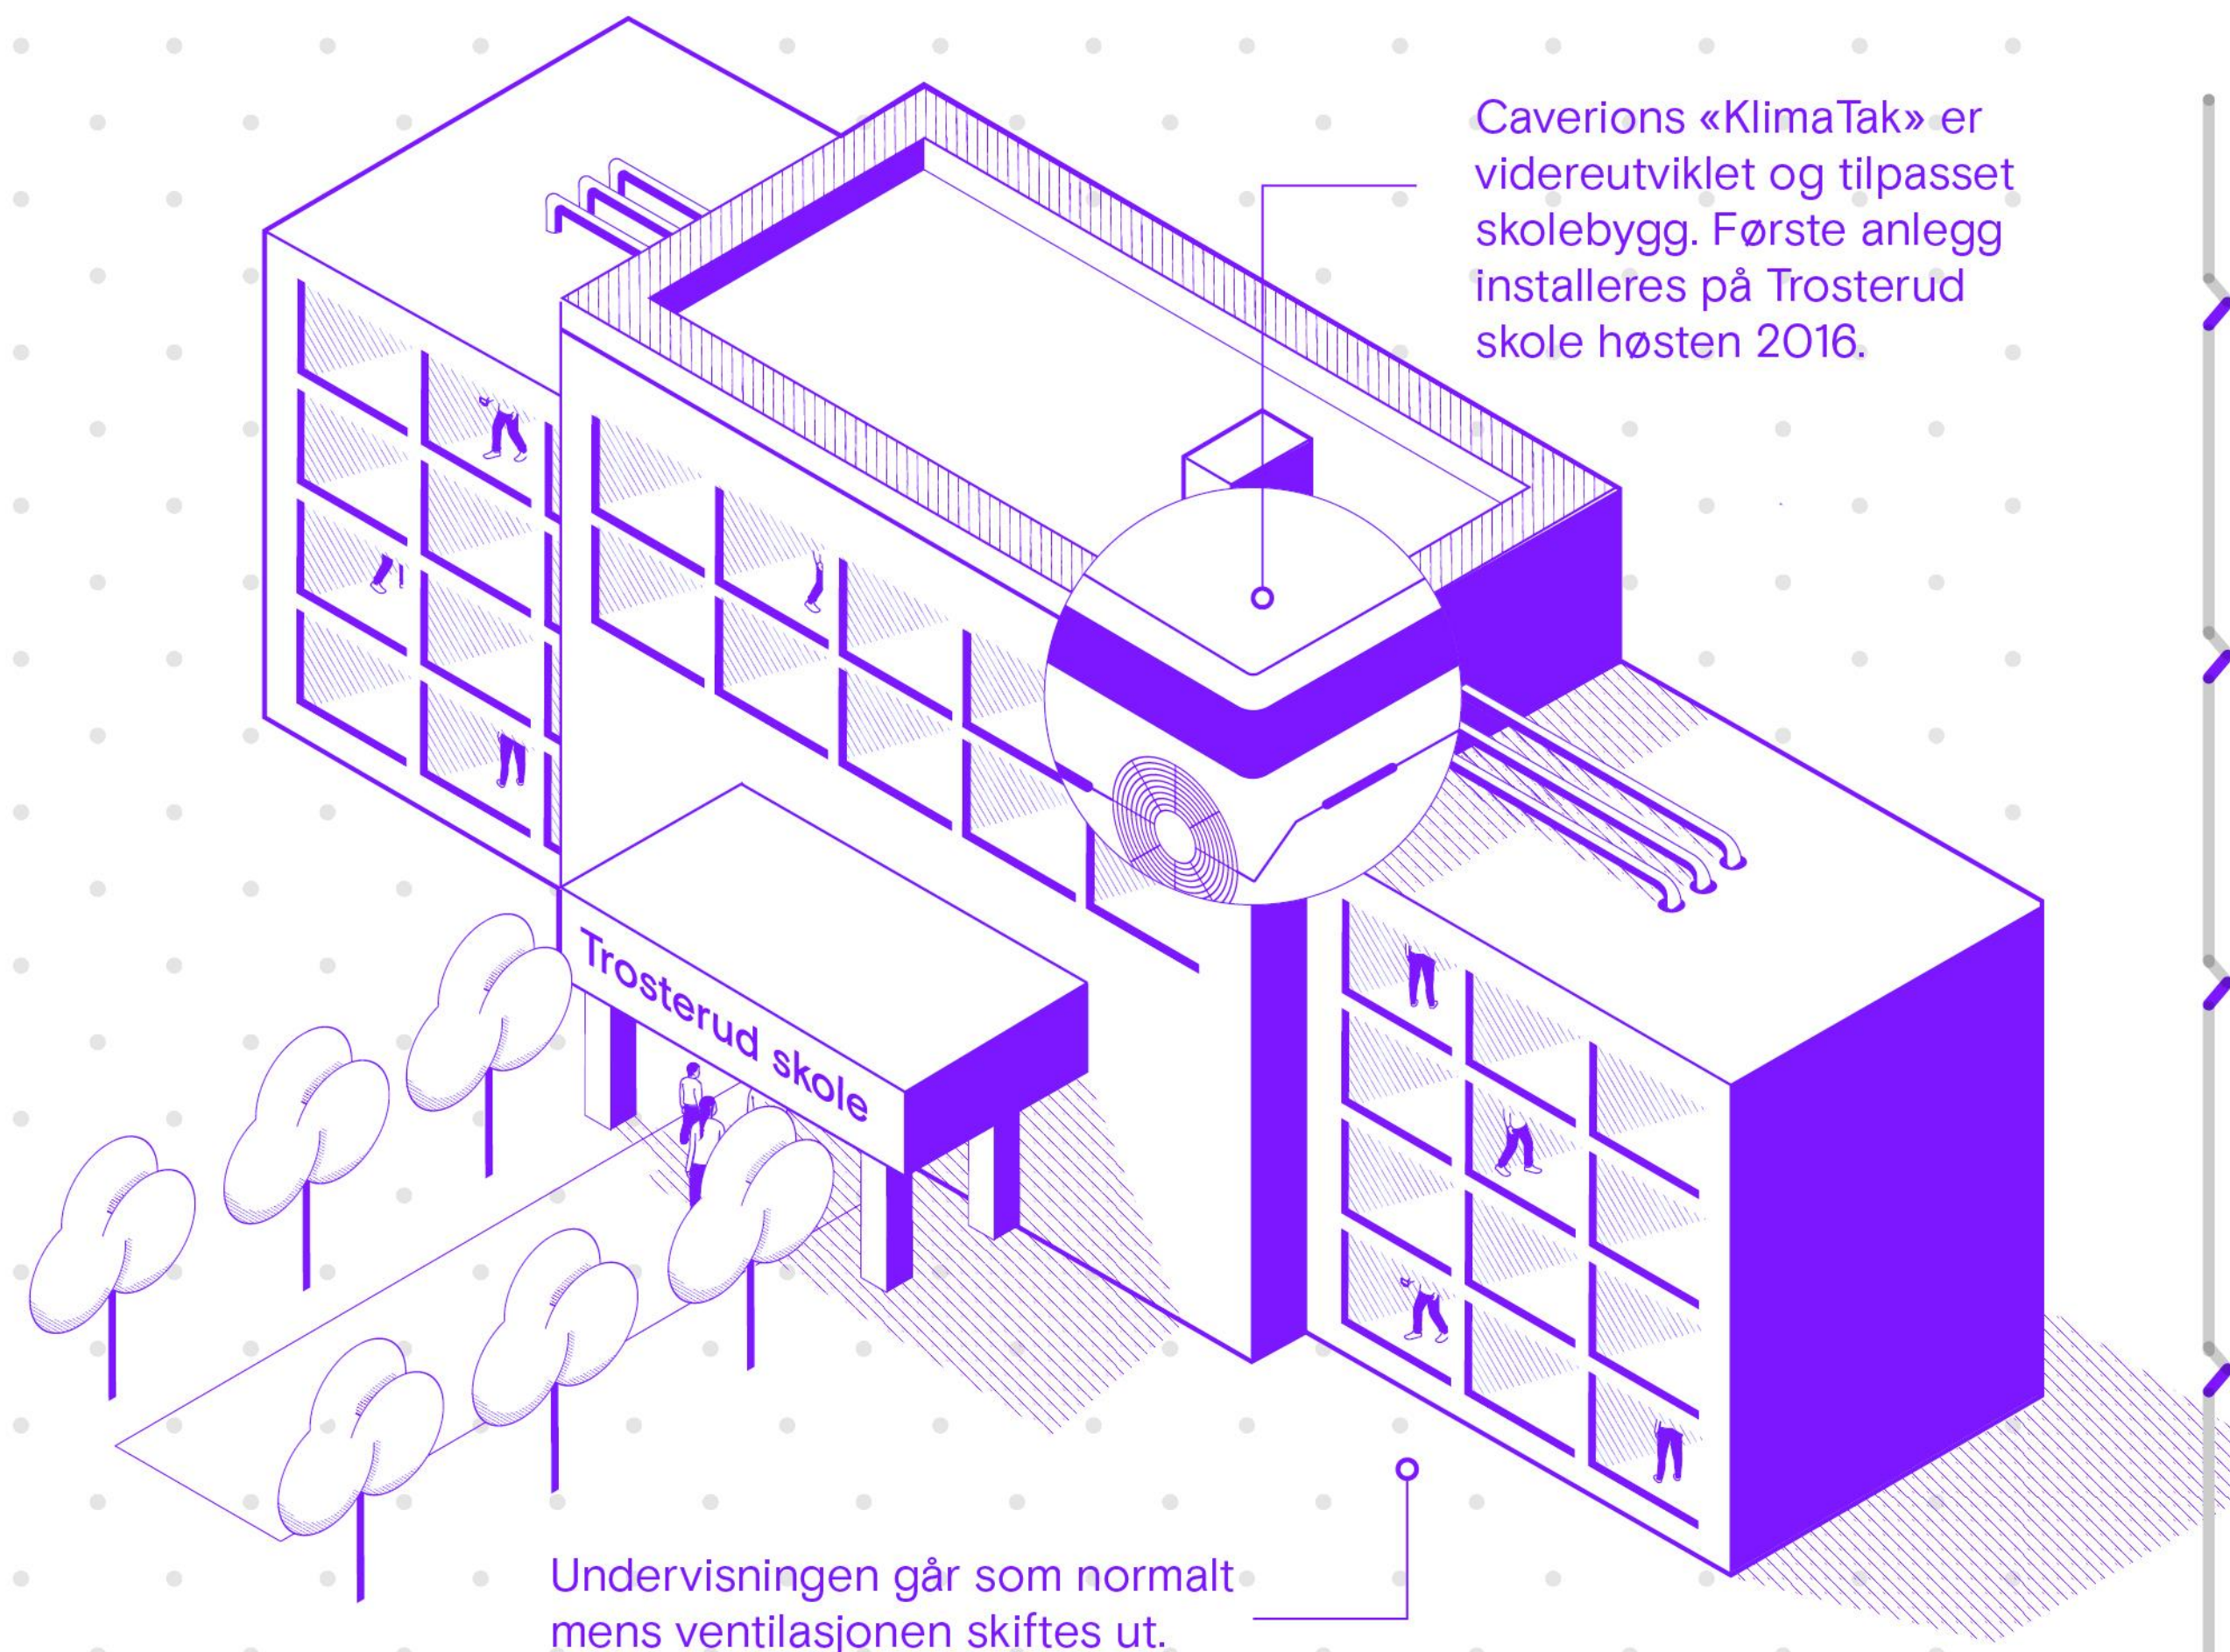 Caverions «KlimaTak» er
videreutviklet og tilpasset
skolebygg. Første anlegg
installeres på Trosterud
skole høsten 2016.
Trosterud skole
Undervisningen går som normalt
mens ventilasjonen skiftes ut.